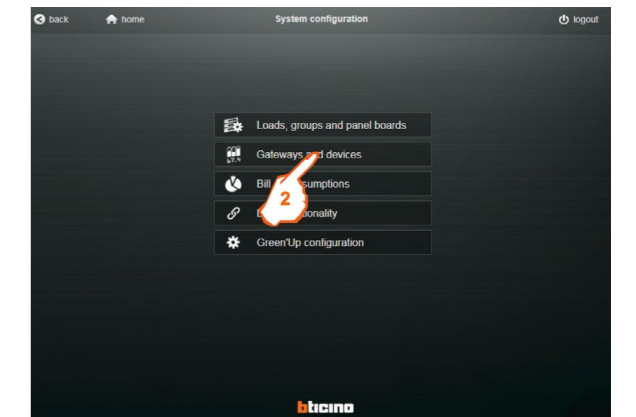 back home System configuration logout
Loads, groups and panel boards
Gateways and devices
Bill sumptions
2
onality
Green'Up configuration
bticino